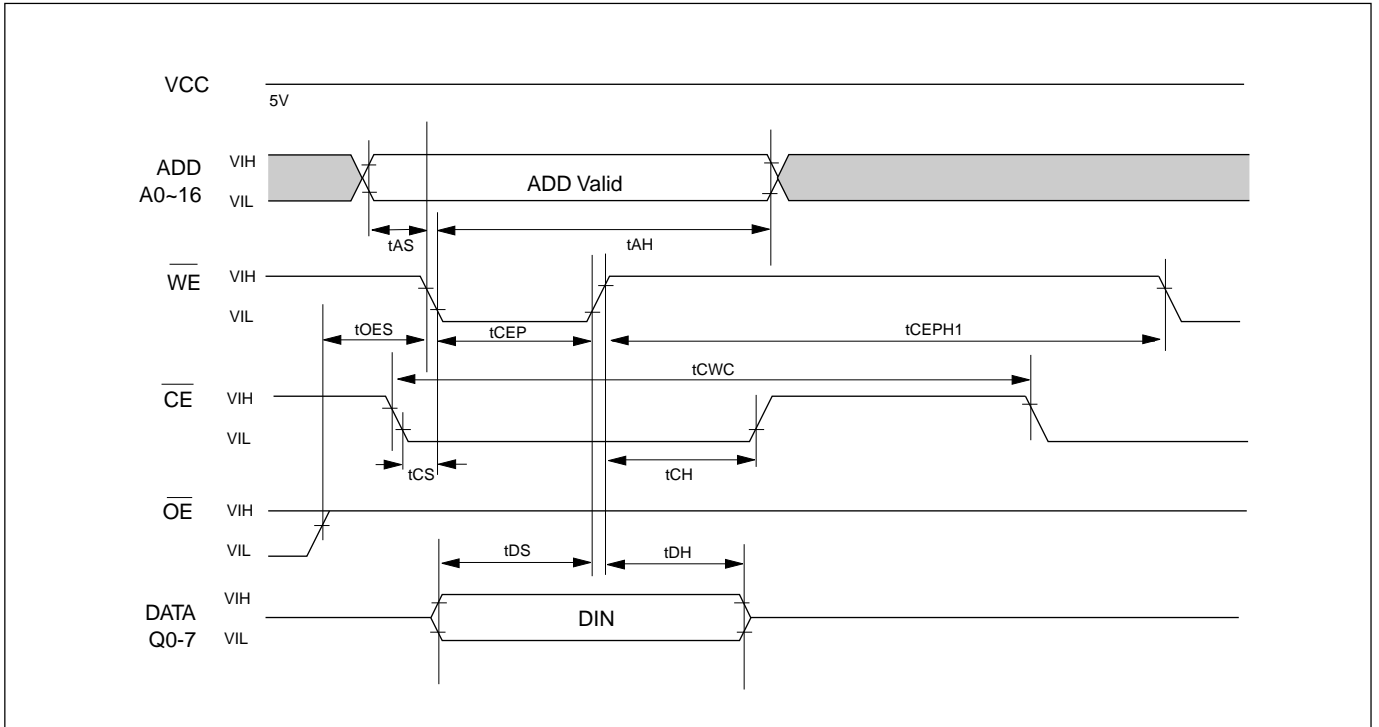 VCC
5V
ADD
A0~16
VIH
VIL
ADD Valid
tAS
tAH
WE
VIH
VIL
tOES
tCEP
tCEPH1
tCWC
CE
VIH
VIL
tCS
tCH
OE
VIH
VIL
tDS
tDH
DATA
Q0-7
VIH
VIL
DIN